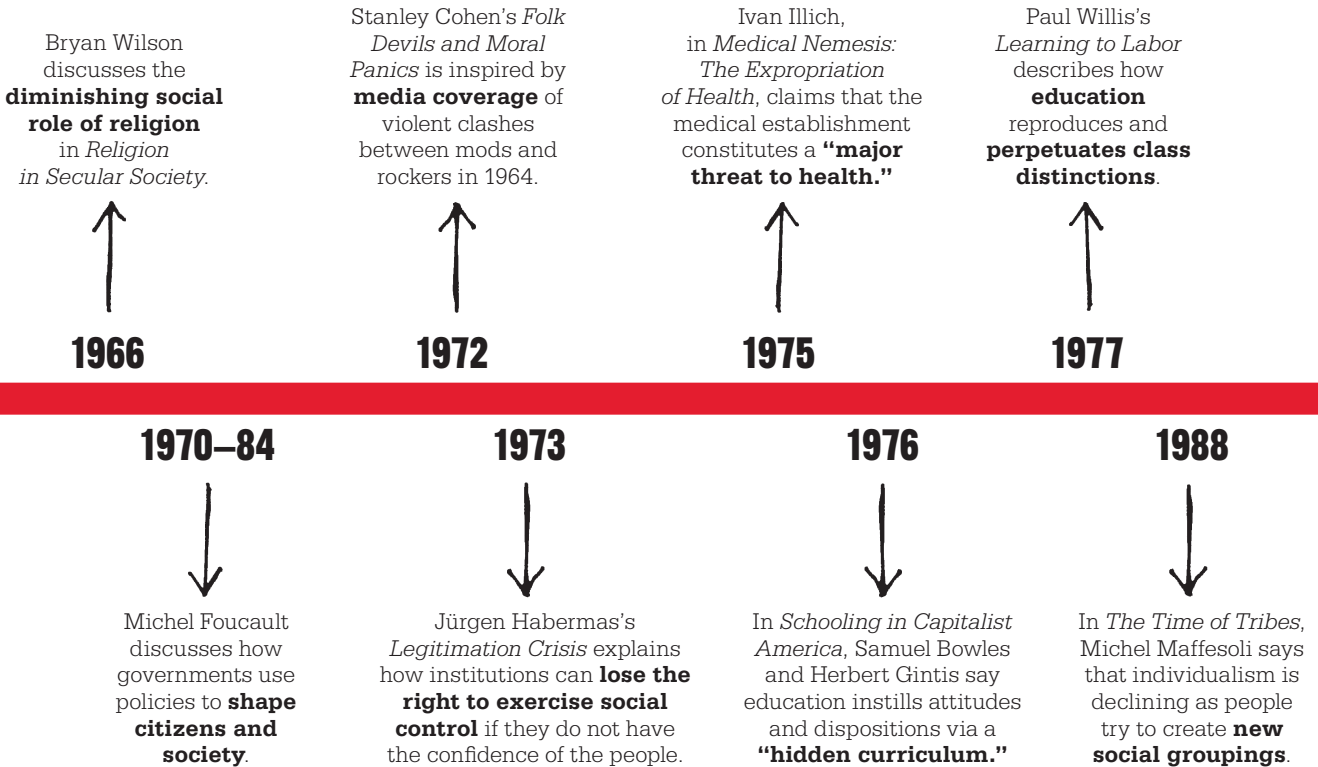 Bryan Wilson
discusses the
diminishing social
role of religion
in Religion
in Secular Society.
1966
Stanley Cohen's Folk
Devils and Moral
Panics is inspired by
media coverage of
violent clashes
between mods and
rockers in 1964.
1972
Ivan Illich,
in Medical Nemesis:
The Expropriation
of Health, claims that the
medical establishment
constitutes a “major
threat to health.”
1975
Paul Willis's
Learning to Labor
describes how
education
reproduces and
perpetuates class
distinctions.
1977
1970–84
Michel Foucault
discusses how
governments use
policies to shape
citizens and
society.
1973
Jürgen Habermas's
Legitimation Crisis explains
how institutions can lose the
right to exercise social
control if they do not have
the confidence of the people.
1976
In Schooling in Capitalist
America, Samuel Bowles
and Herbert Gintis say
education instills attitudes
and dispositions via a
“hidden curriculum.”
1988
In The Time of Tribes,
Michel Maffesoli says
that individualism is
declining as people
try to create new
social groupings.